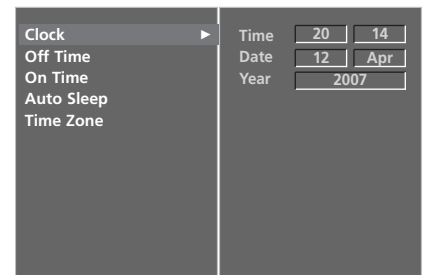 Clock ▶
Off Time
On Time
Auto Sleep
Time Zone
Time 20 14
Date 12 Apr
Year 2007